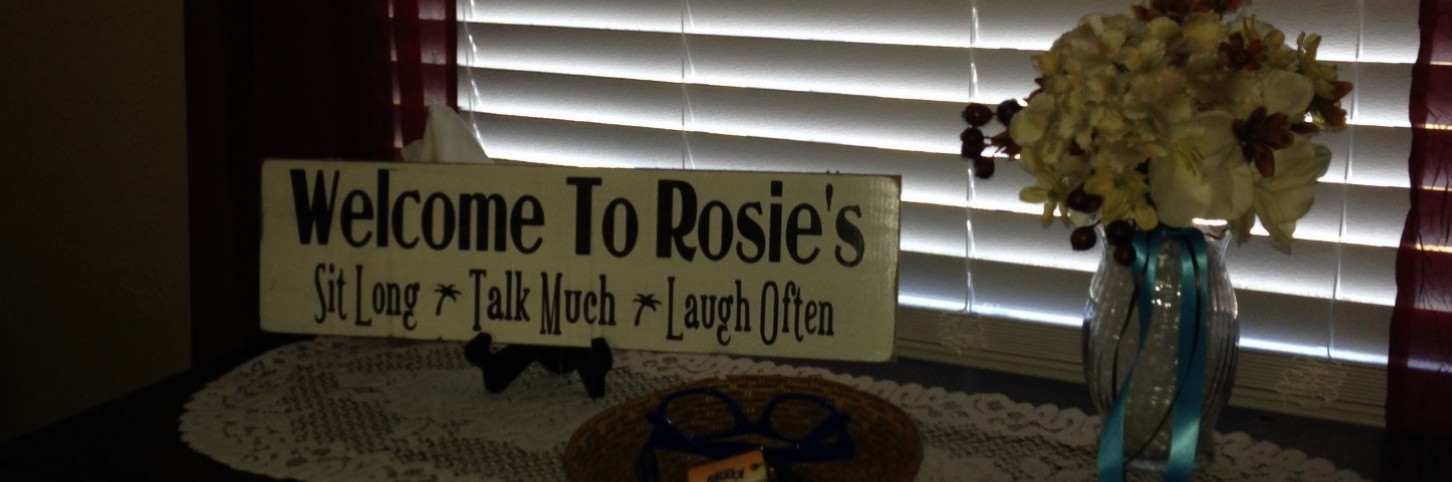 Welcome To Rosie's
Sit Long Talk Much Laugh Often